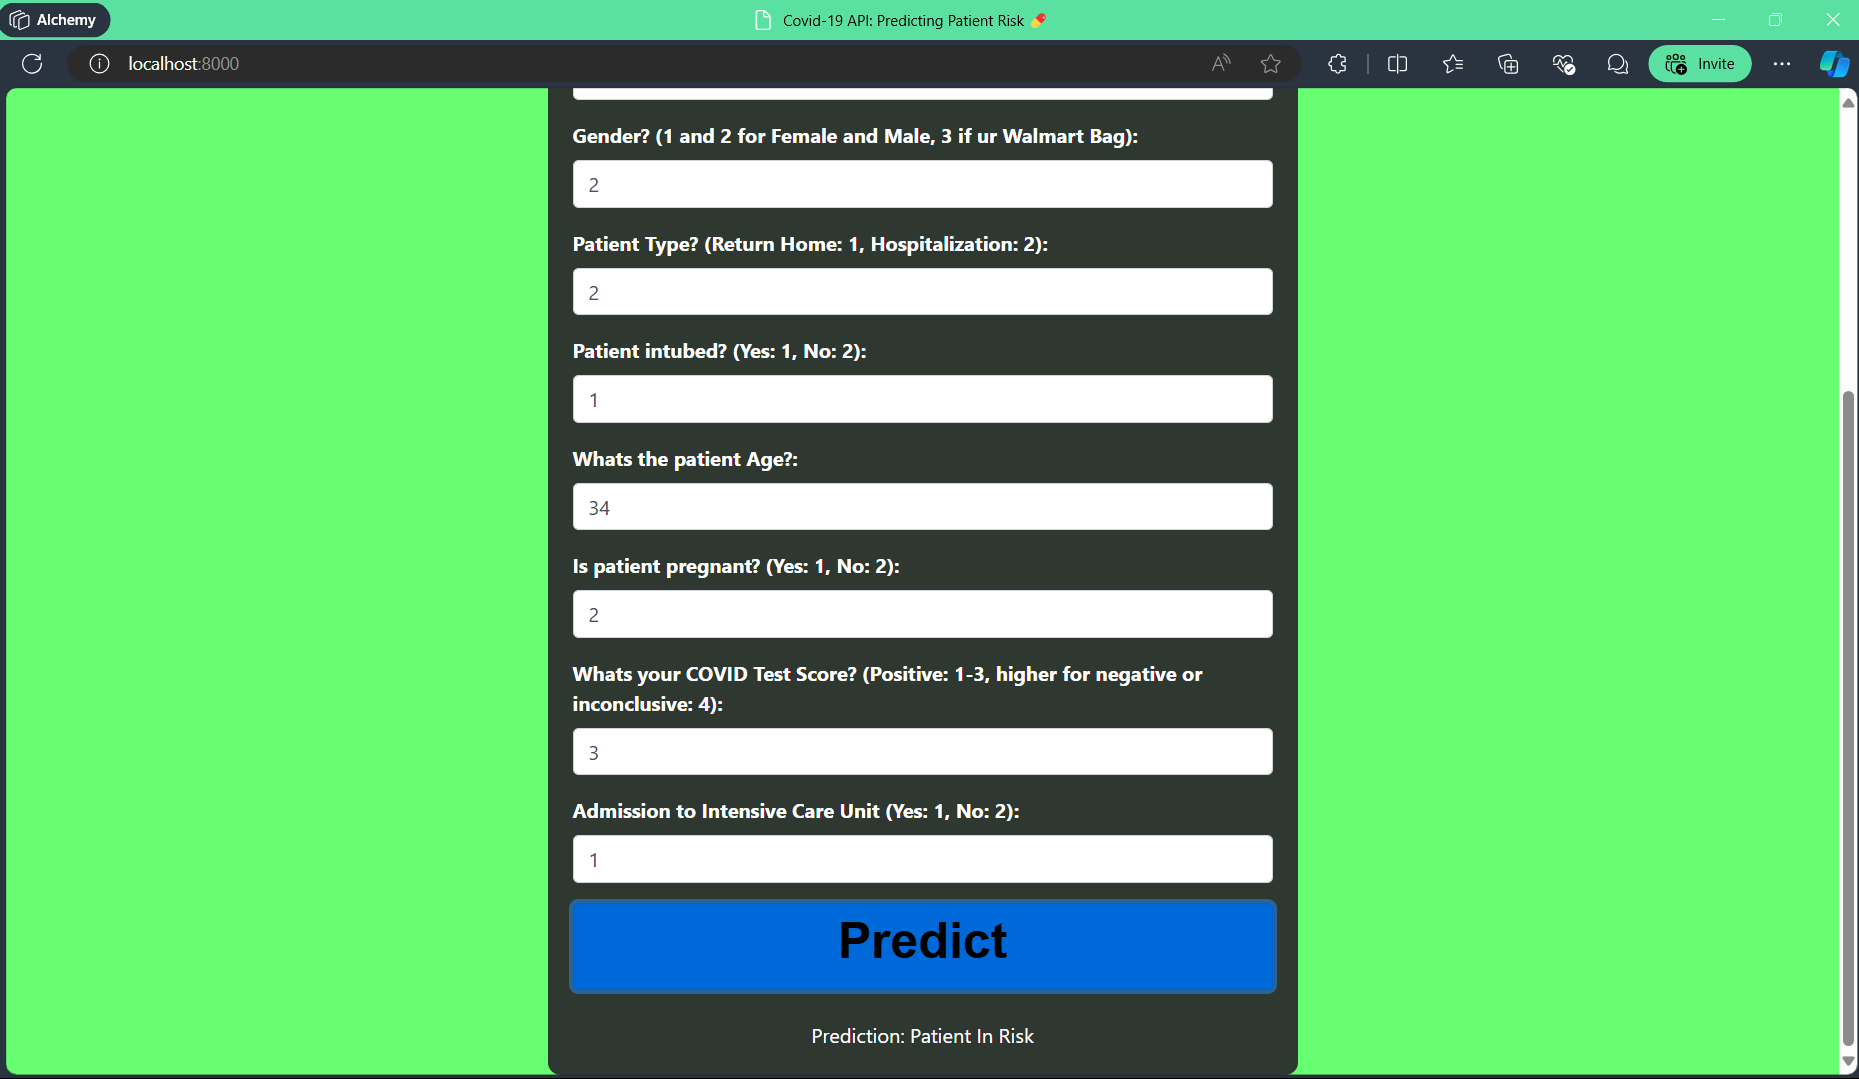 Alchemy
Covid-19 API: Predicting Patient Risk 💊
localhost:8000
Invite
Gender? (1 and 2 for Female and Male, 3 if ur Walmart Bag):
2
Patient Type? (Return Home: 1, Hospitalization: 2):
2
Patient intubed? (Yes: 1, No: 2):
1
Whats the patient Age?:
34
Is patient pregnant? (Yes: 1, No: 2):
2
Whats your COVID Test Score? (Positive: 1-3, higher for negative or
inconclusive: 4):
3
Admission to Intensive Care Unit (Yes: 1, No: 2):
1
Predict
Prediction: Patient In Risk